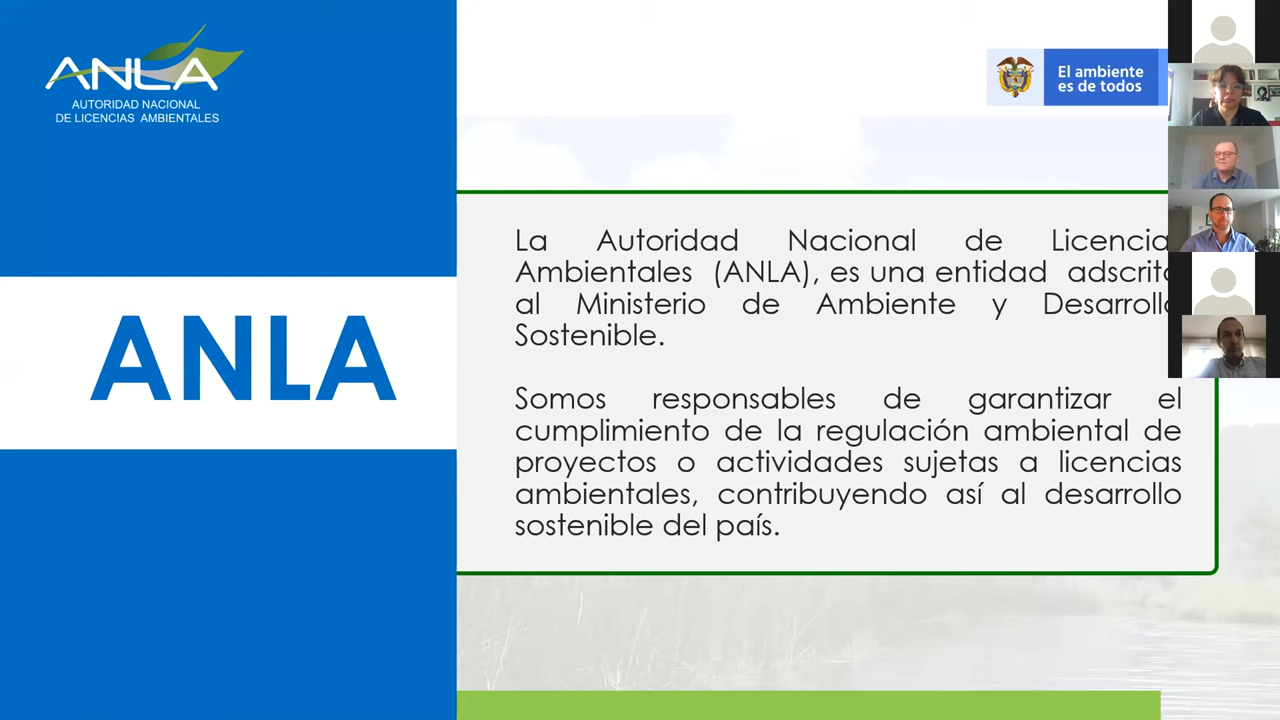 ANLA
AUTORIDAD NACIONAL
DE LICENCIAS AMBIENTALES
El ambiente
es de todos
ANLA
La Autoridad Nacional de Licencia
Ambientales (ANLA), es una entidad adscrit
al Ministerio de Ambiente y Desarroll
Sostenible.
Somos responsables de garantizar el
cumplimiento de la regulación ambiental de
proyectos o actividades sujetas a licencias
ambientales, contribuyendo así al desarrollo
sostenible del país.